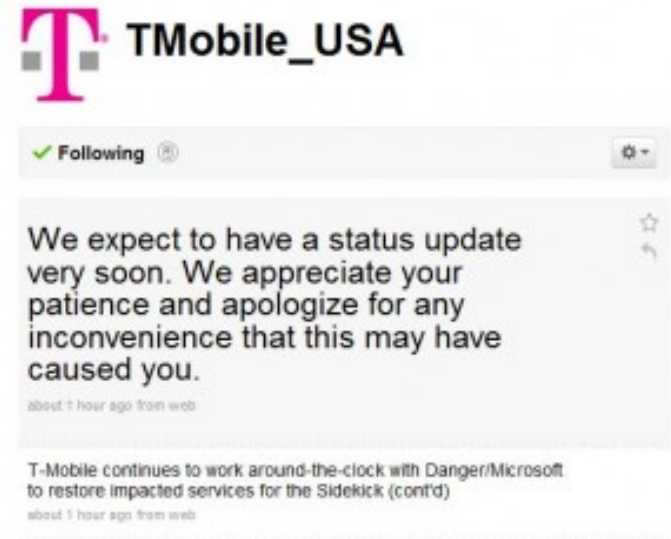 TMobile_USA
Following
We expect to have a status update
very soon. We appreciate your
patience and apologize for any
inconvenience that this may have
caused you.
about 1 hour ago from web
T-Mobile continues to work around-the-clock with Danger/Microsoft
to restore impacted services for the Sidekick (cont'd)
about 1 hour ago from web